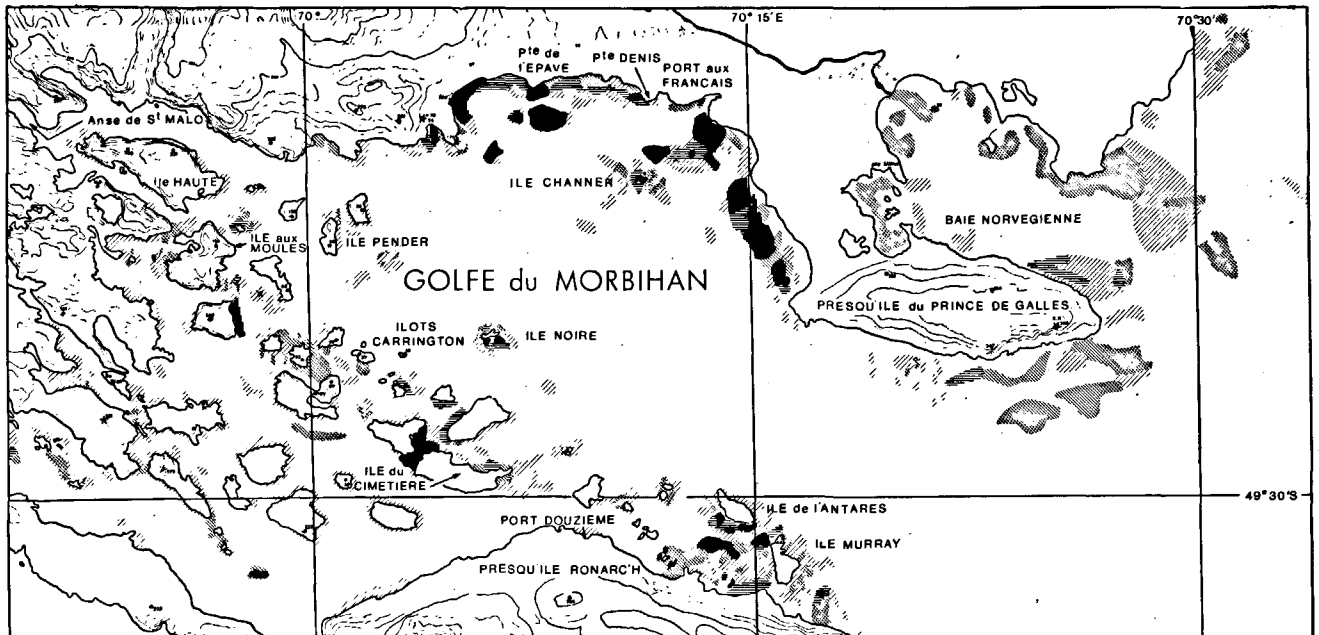 70°
70° 15'E
70° 30'
Pte de
l'EPAVE
Pte DENIS
PORT aux
FRANCAIS
Anse de St MALO
Ile HAUTE
ILE CHANNER
ILE aux
MOULES
ILE PENDER
BAIE NORVEGIENNE
GOLFE du MORBIHAN
PRESQU'ILE du PRINCE DE GALLES
ILOTS
CARRINGTON
ILE NOIRE
ILE du
CIMETIERE
49°30'S
ILE de l'ANTARES
PORT DOUZIEME
ILE MURRAY
PRESQU'ILE RONARC'H